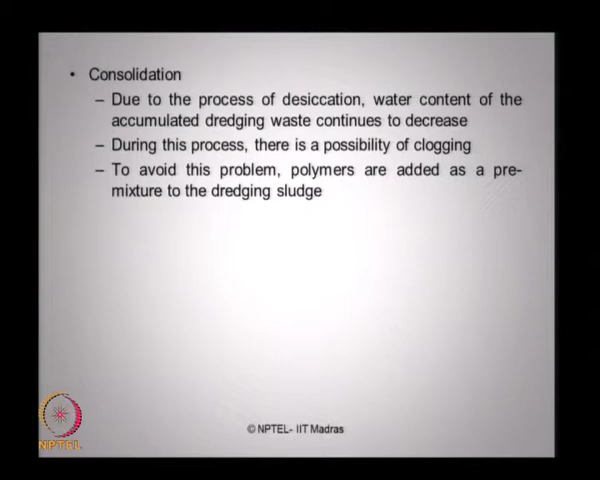 • Consolidation
– Due to the process of desiccation, water content of the
accumulated dredging waste continues to decrease
– During this process, there is a possibility of clogging
– To avoid this problem, polymers are added as a pre-
mixture to the dredging sludge
NPTEL
© NPTEL- IIT Madras